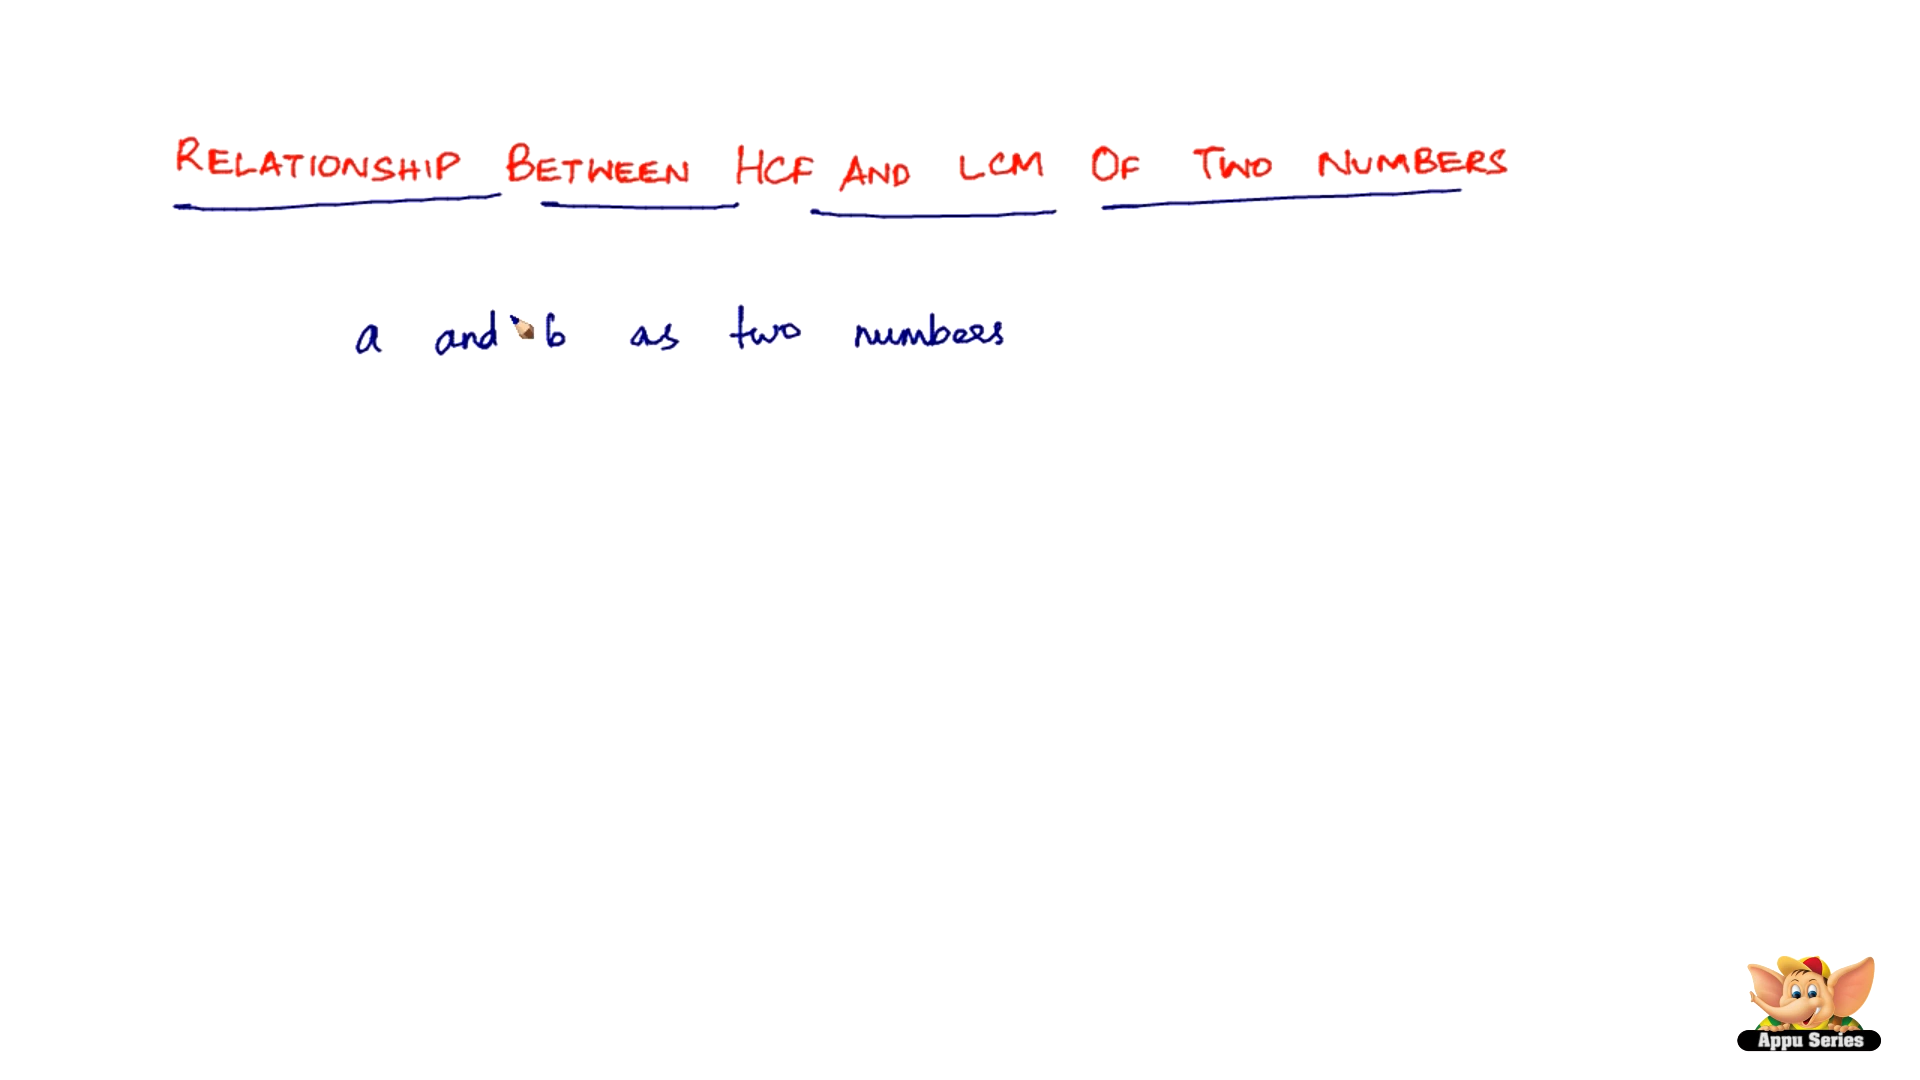 RELATIONSHIP BETWEEN HCF AND LCM OF TWO NUMBERS
a and b as two numbers
Appu Series